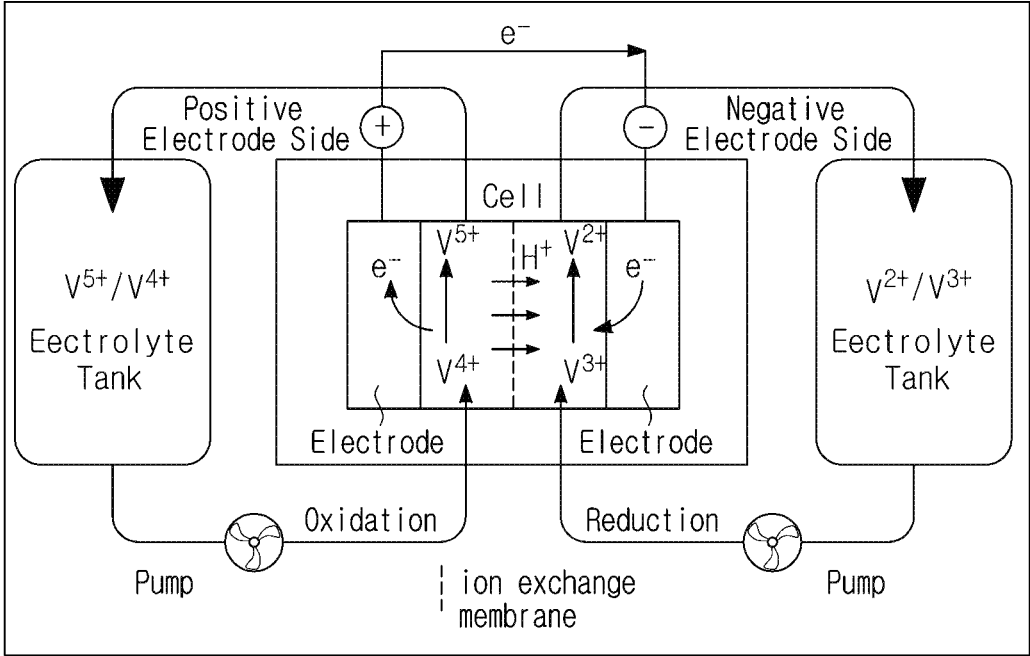 e⁻
Positive
Electrode Side
+
−
Negative
Electrode Side
Cell
V⁵⁺/V⁴⁺
Eectrolyte
Tank
e⁻
V⁵⁺
V⁴⁺
H⁺
V²⁺
V³⁺
e⁻
V²⁺/V³⁺
Eectrolyte
Tank
Electrode
Electrode
Oxidation
Reduction
Pump
ion exchange
membrane
Pump